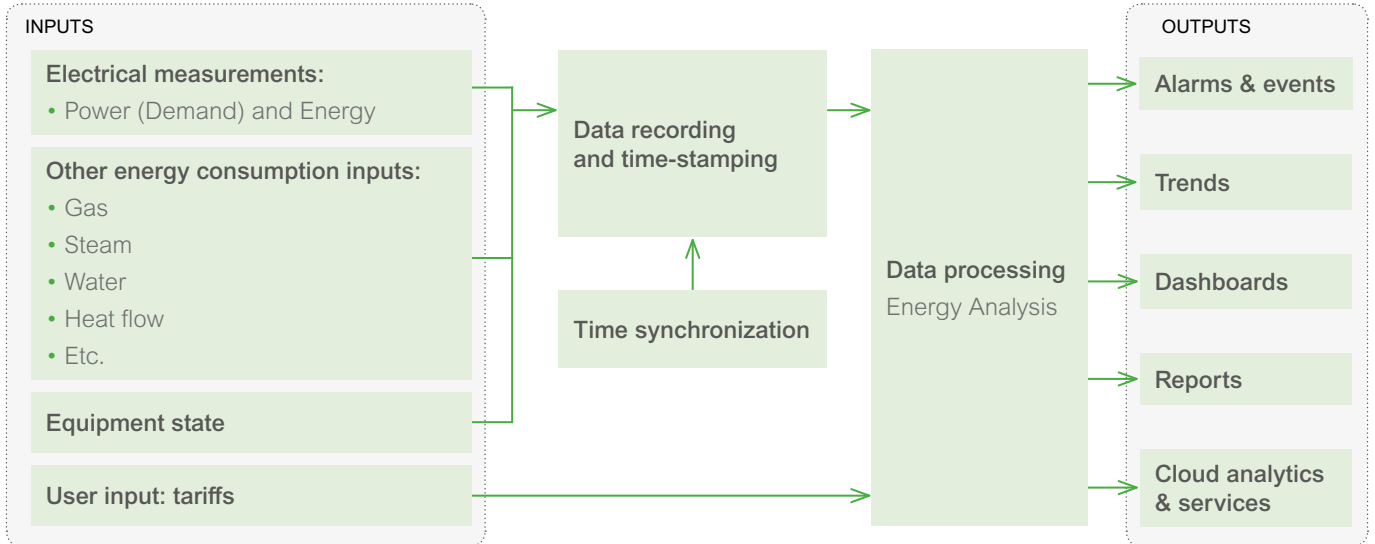 INPUTS
Electrical measurements:
• Power (Demand) and Energy
Other energy consumption inputs:
• Gas
• Steam
• Water
• Heat flow
• Etc.
Equipment state
User input: tariffs
Data recording
and time-stamping
Time synchronization
Data processing
Energy Analysis
OUTPUTS
Alarms & events
Trends
Dashboards
Reports
Cloud analytics
& services